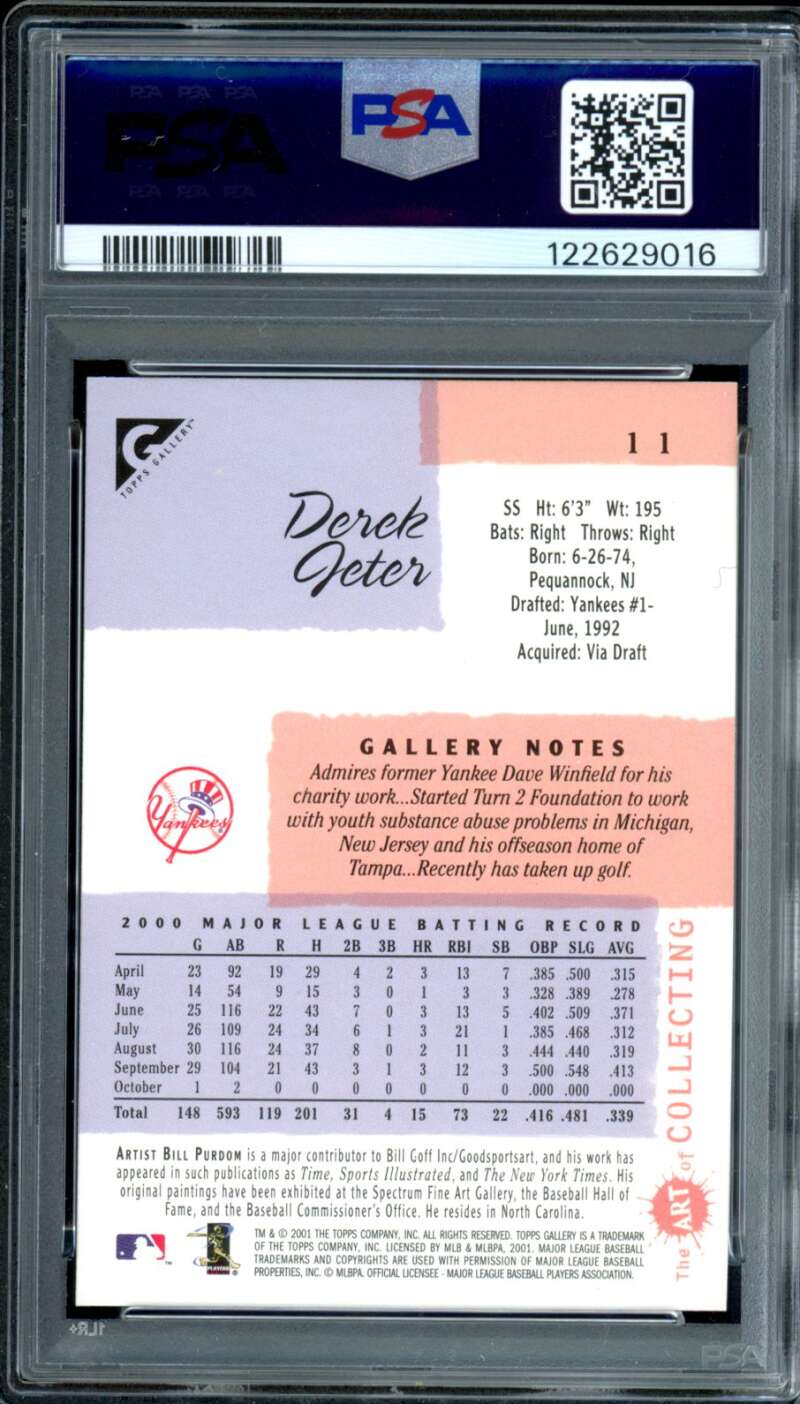 PSA PSA PSA
PSA
PSA PSA PSA
PSA
122629016
G
TOPPS GALLERY™
1 1
Derek
Jeter
SS Ht: 6'3" Wt: 195
Bats: Right Throws: Right
Born: 6-26-74,
Pequannock, NJ
Drafted: Yankees #1-
June, 1992
Acquired: Via Draft
GALLERY NOTES
Admires former Yankee Dave Winfield for his
charity work...Started Turn 2 Foundation to work
with youth substance abuse problems in Michigan,
New Jersey and his offseason home of
Tampa...Recently has taken up golf.
Yankees
2000 MAJOR LEAGUE BATTING RECORD
G AB R H 2B 3B HR RBI SB OBP SLG AVG
April 23 92 19 29 4 2 3 13 7 .385 .500 .315
May 14 54 9 15 3 0 1 3 3 .328 .389 .278
June 25 116 22 43 7 0 3 13 5 .402 .509 .371
July 26 109 24 34 6 1 3 21 1 .385 .468 .312
August 30 116 24 37 8 0 2 11 3 .444 .440 .319
September 29 104 21 43 3 1 3 12 3 .500 .548 .413
October 1 2 0 0 0 0 0 0 0 .000 .000 .000
Total 148 593 119 201 31 4 15 73 22 .416 .481 .339
The ART of COLLECTING
ARTIST BILL PURDOM is a major contributor to Bill Goff Inc/Goodsportsart, and his work has
appeared in such publications as Time, Sports Illustrated, and The New York Times. His
original paintings have been exhibited at the Spectrum Fine Art Gallery, the Baseball Hall of
Fame, and the Baseball Commissioner's Office. He resides in North Carolina.
TM & © 2001 THE TOPPS COMPANY, INC. ALL RIGHTS RESERVED. TOPPS GALLERY IS A TRADEMARK
OF THE TOPPS COMPANY, INC. LICENSED BY MLB & MLBPA, 2001. MAJOR LEAGUE BASEBALL
TRADEMARKS AND COPYRIGHTS ARE USED WITH PERMISSION OF MAJOR LEAGUE BASEBALL
PROPERTIES, INC. © MLBPA. OFFICIAL LICENSEE - MAJOR LEAGUE BASEBALL PLAYERS ASSOCIATION.
PSA